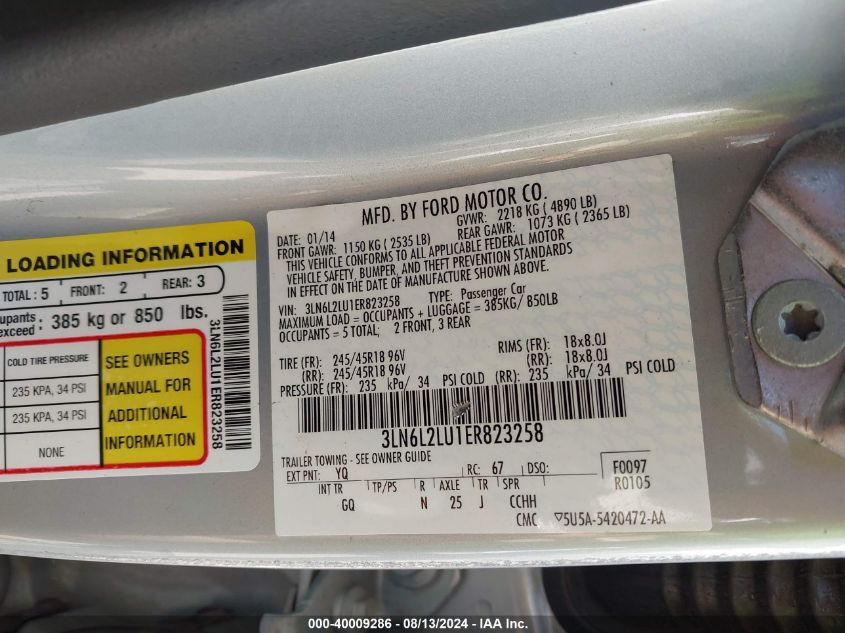 LOADING INFORMATION
TOTAL : 5 FRONT: 2 REAR: 3
385 kg or 850 lbs.
COLD TIRE PRESSURE
235 KPA, 34 PSI
235 KPA, 34 PSI
NONE
SEE OWNERS
MANUAL FOR
ADDITIONAL
INFORMATION
3LN6L2LU1ER823258
MFD. BY FORD MOTOR CO.
DATE: 01/14 GVWR: 2218 KG ( 4890 LB)
FRONT GAWR: 1150 KG ( 2535 LB) REAR GAWR: 1073 KG ( 2365 LB)
THIS VEHICLE CONFORMS TO ALL APPLICABLE FEDERAL MOTOR
VEHICLE SAFETY, BUMPER, AND THEFT PREVENTION STANDARDS
IN EFFECT ON THE DATE OF MANUFACTURE SHOWN ABOVE.
VIN: 3LN6L2LU1ER823258 TYPE: Passenger Car
MAXIMUM LOAD = OCCUPANTS + LUGGAGE = 385KG/ 850LB
OCCUPANTS = 5 TOTAL; 2 FRONT, 3 REAR
TIRE (FR): 245/45R18 96V RIMS (FR): 18x8.0J
(RR): 245/45R18 96V (RR): 18x8.0J
PRESSURE (FR): 235 kPa/ 34 PSI COLD (RR): 235 kPa/ 34 PSI COLD
3LN6L2LU1ER823258
TRAILER TOWING - SEE OWNER GUIDE
EXT PNT: YQ RC: 67 DSO: F0097
R0105
INT TR TP/PS R AXLE TR SPR
GQ N 25 J CCHH
CMC ▽5U5A-5420472-AA
000-40009286 - 08/13/2024 - IAA Inc.